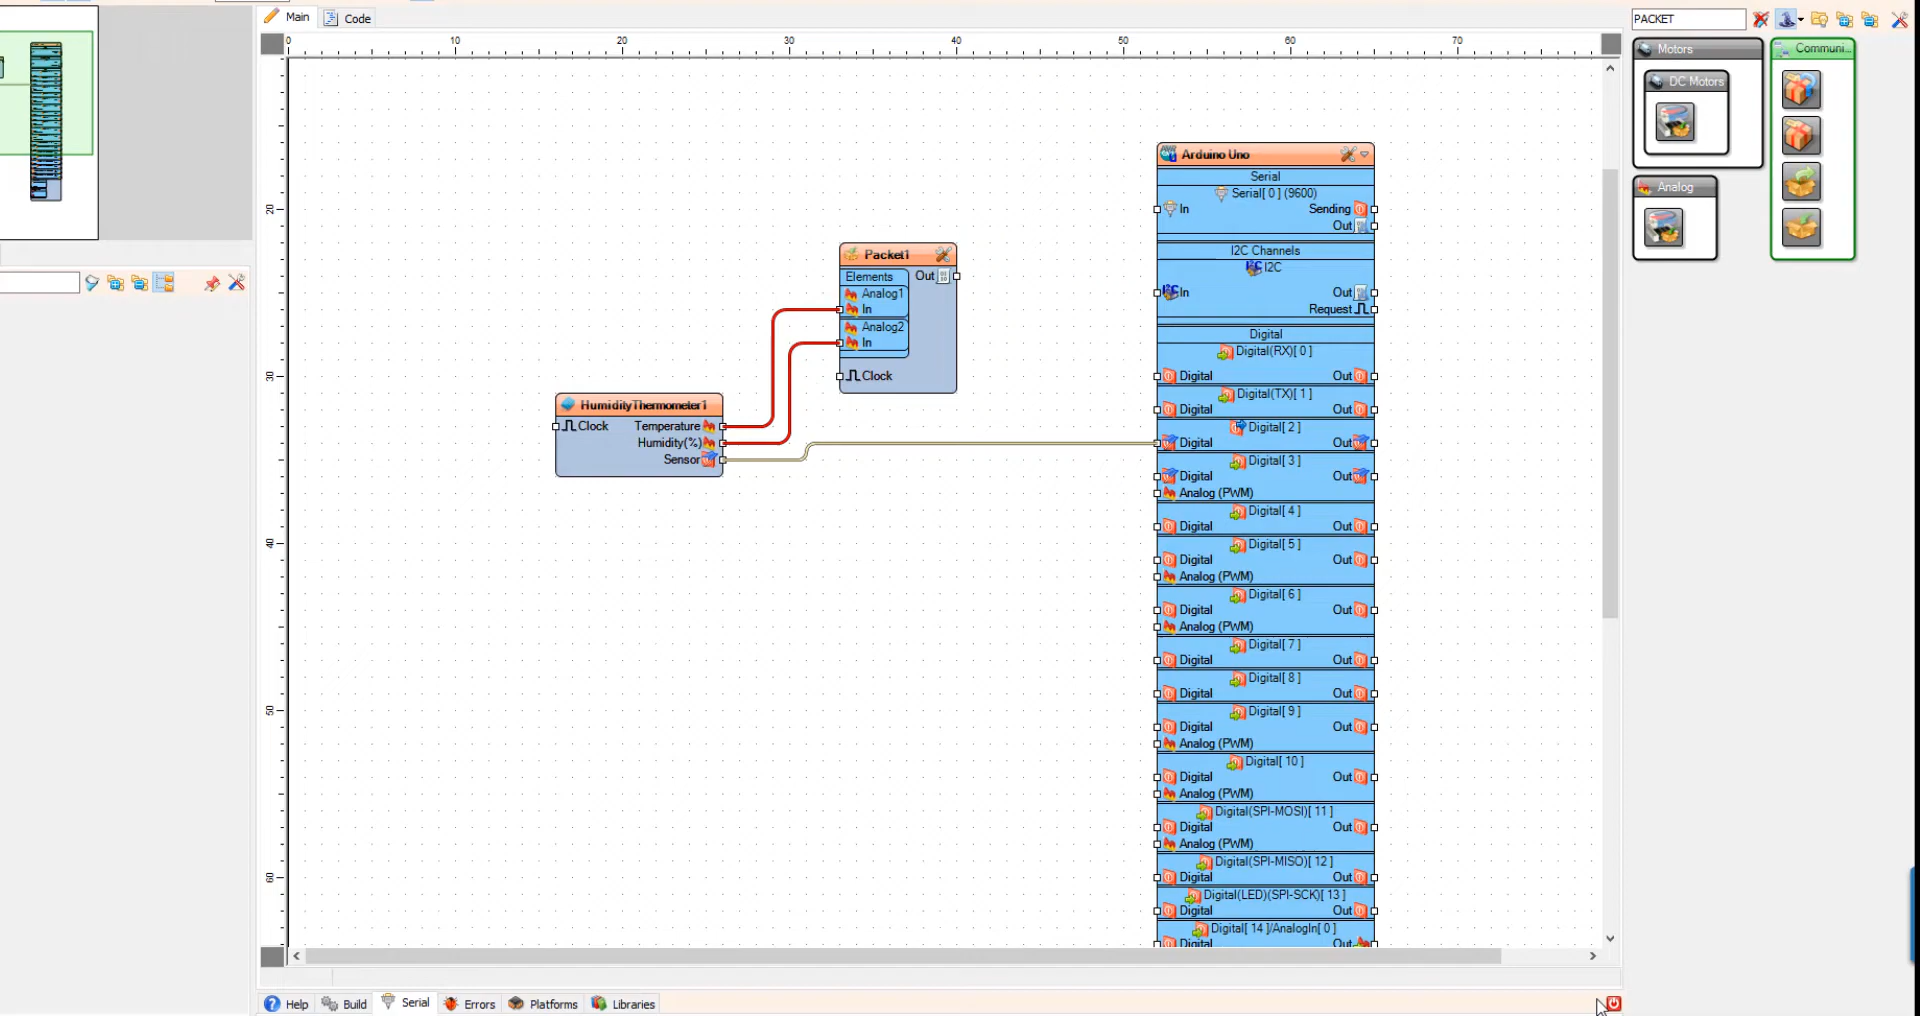 Main
Code
PACKET
0
10
20
30
40
50
60
70
Motors
Communi...
DC Motors
Analog
20
30
40
50
60
Arduino Uno
Serial
Serial[ 0 ] (9600)
In
Sending
Out
I2C Channels
I2C
In
Out
Request
Digital
Digital(RX)[ 0 ]
Digital
Out
Digital(TX)[ 1 ]
Digital
Out
Digital[ 2 ]
Digital
Out
Digital[ 3 ]
Digital
Out
Analog (PWM)
Digital[ 4 ]
Digital
Out
Digital[ 5 ]
Digital
Out
Analog (PWM)
Digital[ 6 ]
Digital
Out
Analog (PWM)
Digital[ 7 ]
Digital
Out
Digital[ 8 ]
Digital
Out
Digital[ 9 ]
Digital
Out
Analog (PWM)
Digital[ 10 ]
Digital
Out
Analog (PWM)
Digital(SPI-MOSI)[ 11 ]
Digital
Out
Analog (PWM)
Digital(SPI-MISO)[ 12 ]
Digital
Out
Digital(LED)(SPI-SCK)[ 13 ]
Digital
Out
Digital[ 14 ]/AnalogIn[ 0 ]
Digital
Out
Packet1
Elements
Out
Analog1
In
Analog2
In
Clock
HumidityThermometer1
Clock
Temperature
Humidity(%)
Sensor
Help
Build
Serial
Errors
Platforms
Libraries